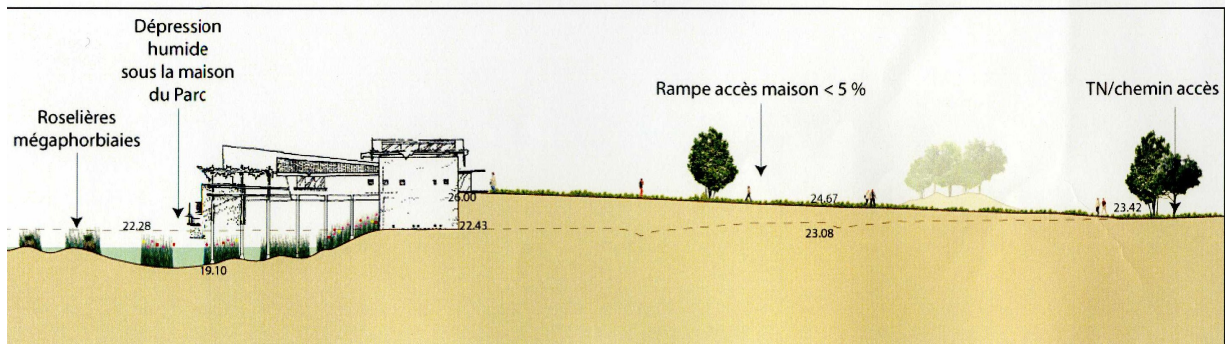 Dépression
humide
sous la maison
du Parc
Roselières
mégaphorbiaies
Rampe accès maison < 5 %
TN/chemin accès
22.28
19.10
26.00
22.43
24.67
23.08
23.42